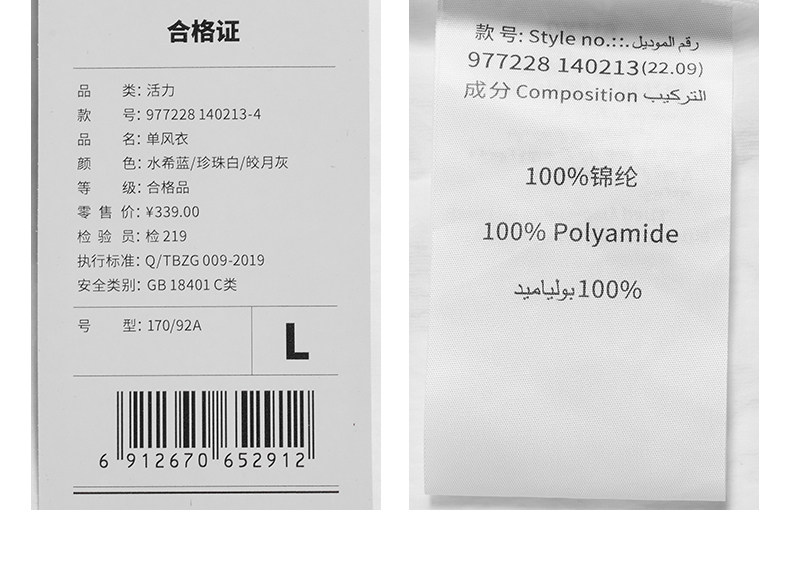 合格证
品 类: 活力
款 号: 977228 140213-4
品 名: 单风衣
颜 色: 水希蓝/珍珠白/皎月灰
等 级: 合格品
零 售 价: ¥339.00
检 验 员: 检 219
执行标准: Q/TBZG 009-2019
安全类别: GB 18401 C类
号 型: 170/92A
L
6 912670 652912
款 号: Style no.::. رقم الموديل
977228 140213(22.09)
成分 Composition التركيب
100%锦纶
100% Polyamide
100% بولياميد